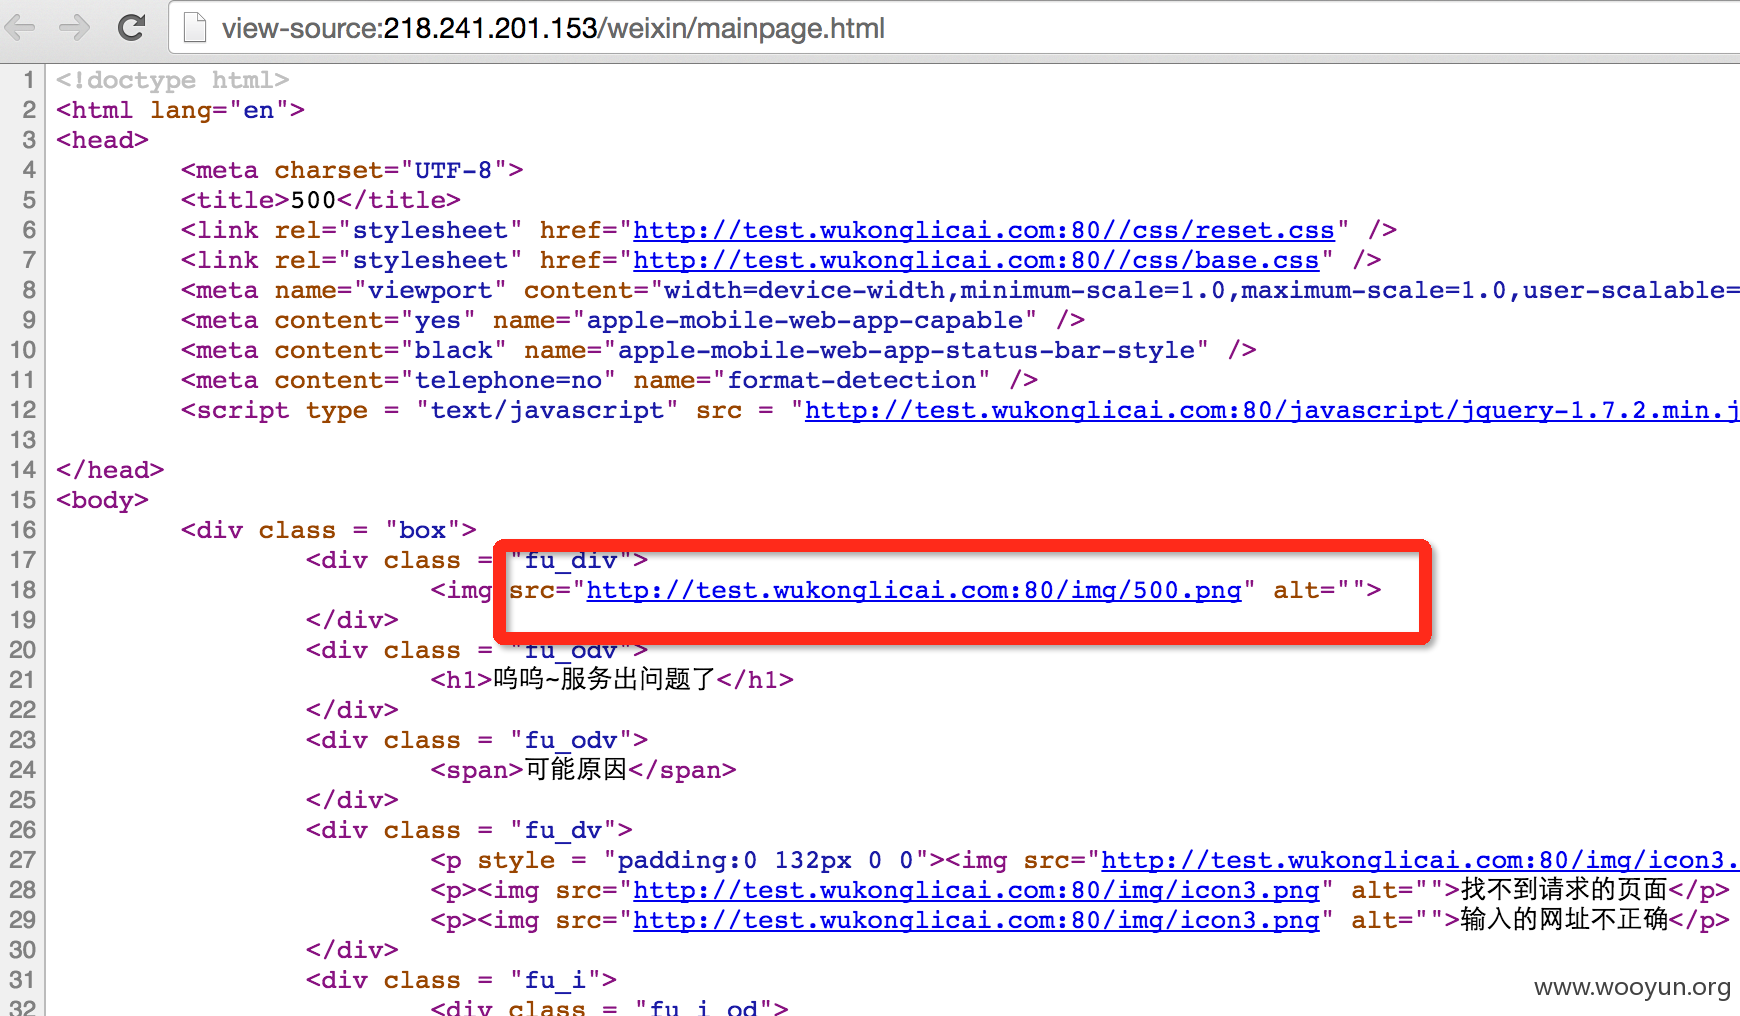 view-source:218.241.201.153/weixin/mainpage.html
1 <!doctype html>
2 <html lang="en">
3 <head>
4 <meta charset="UTF-8">
5 <title>500</title>
6 <link rel="stylesheet" href="http://test.wukonglicai.com:80//css/reset.css" />
7 <link rel="stylesheet" href="http://test.wukonglicai.com:80//css/base.css" />
8 <meta name="viewport" content="width=device-width,minimum-scale=1.0,maximum-scale=1.0,user-scalable=
9 <meta content="yes" name="apple-mobile-web-app-capable" />
10 <meta content="black" name="apple-mobile-web-app-status-bar-style" />
11 <meta content="telephone=no" name="format-detection" />
12 <script type = "text/javascript" src = "http://test.wukonglicai.com:80/javascript/jquery-1.7.2.min.j
13
14 </head>
15 <body>
16 <div class = "box">
17 <div class = "fu_div">
18 <img src="http://test.wukonglicai.com:80/img/500.png" alt="">
19 </div>
20 <div class = "fu_odv">
21 <h1>呜呜~服务出问题了</h1>
22 </div>
23 <div class = "fu_odv">
24 <span>可能原因</span>
25 </div>
26 <div class = "fu_dv">
27 <p style = "padding:0 132px 0 0"><img src="http://test.wukonglicai.com:80/img/icon3.
28 <p><img src="http://test.wukonglicai.com:80/img/icon3.png" alt="">找不到请求的页面</p>
29 <p><img src="http://test.wukonglicai.com:80/img/icon3.png" alt="">输入的网址不正确</p>
30 </div>
31 <div class = "fu_i">
32 <div class = "fu_i_od">
www.wooyun.org